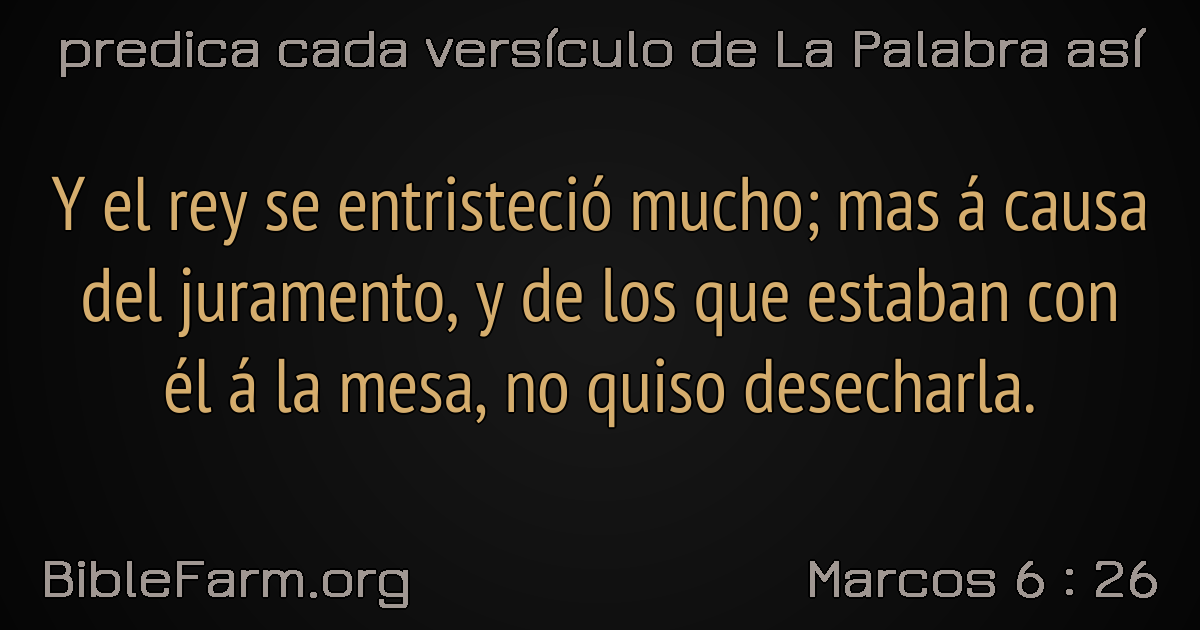 predica cada versículo de La Palabra así
Y el rey se entristeció mucho; mas á causa
del juramento, y de los que estaban con
él á la mesa, no quiso desecharla.
BibleFarm.org
Marcos 6 : 26